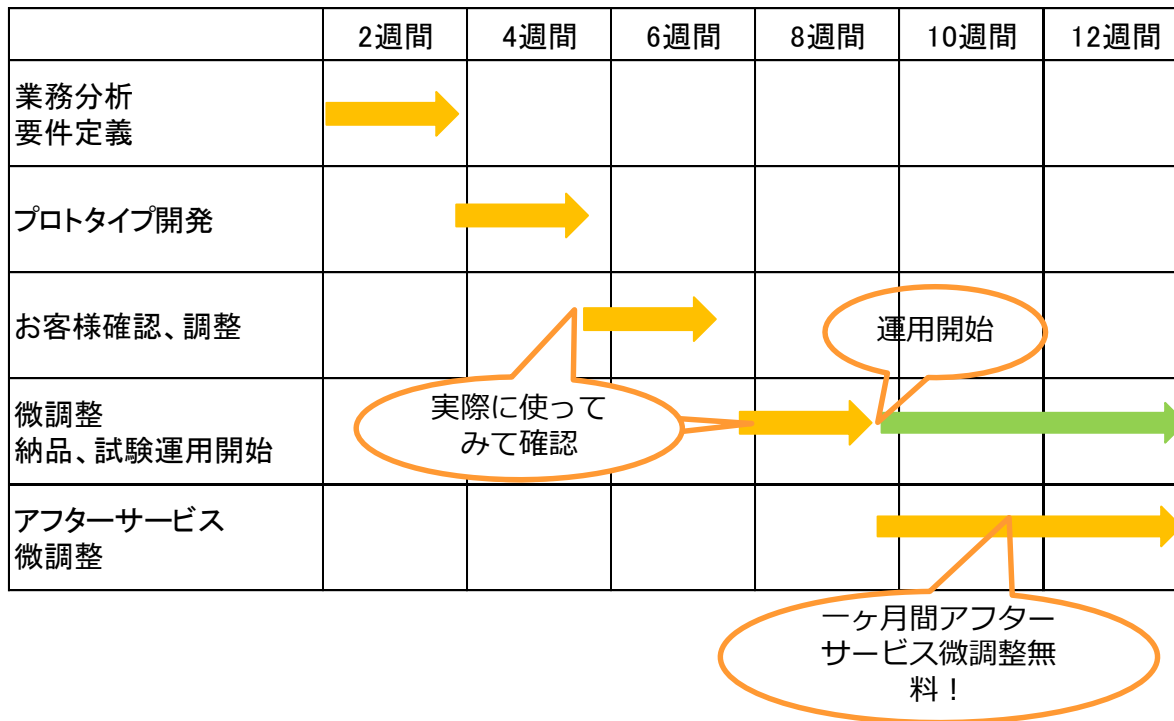 2週間 4週間 6週間 8週間 10週間 12週間
業務分析
要件定義
プロトタイプ開発
お客様確認、調整
運用開始
微調整
納品、試験運用開始
実際に使って
みて確認
アフターサービス
微調整
一ヶ月間アフター
サービス微調整無
料！